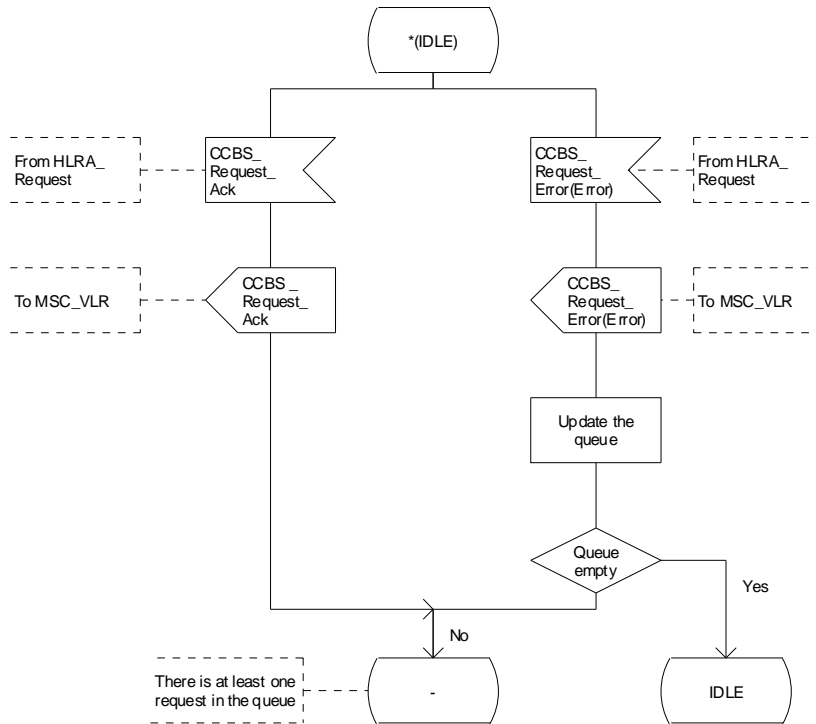 *(IDLE)
From HLRA_
Request
CCBS_
Request_
Ack
CCBS_
Request_
Error(Error)
From HLRA_
Request
To MSC_VLR
CCBS_
Request_
Ack
CCBS_
Request_
Error(Error)
To MSC_VLR
Update the
queue
Queue
empty
Yes
No
There is at least one
request in the queue
-
IDLE